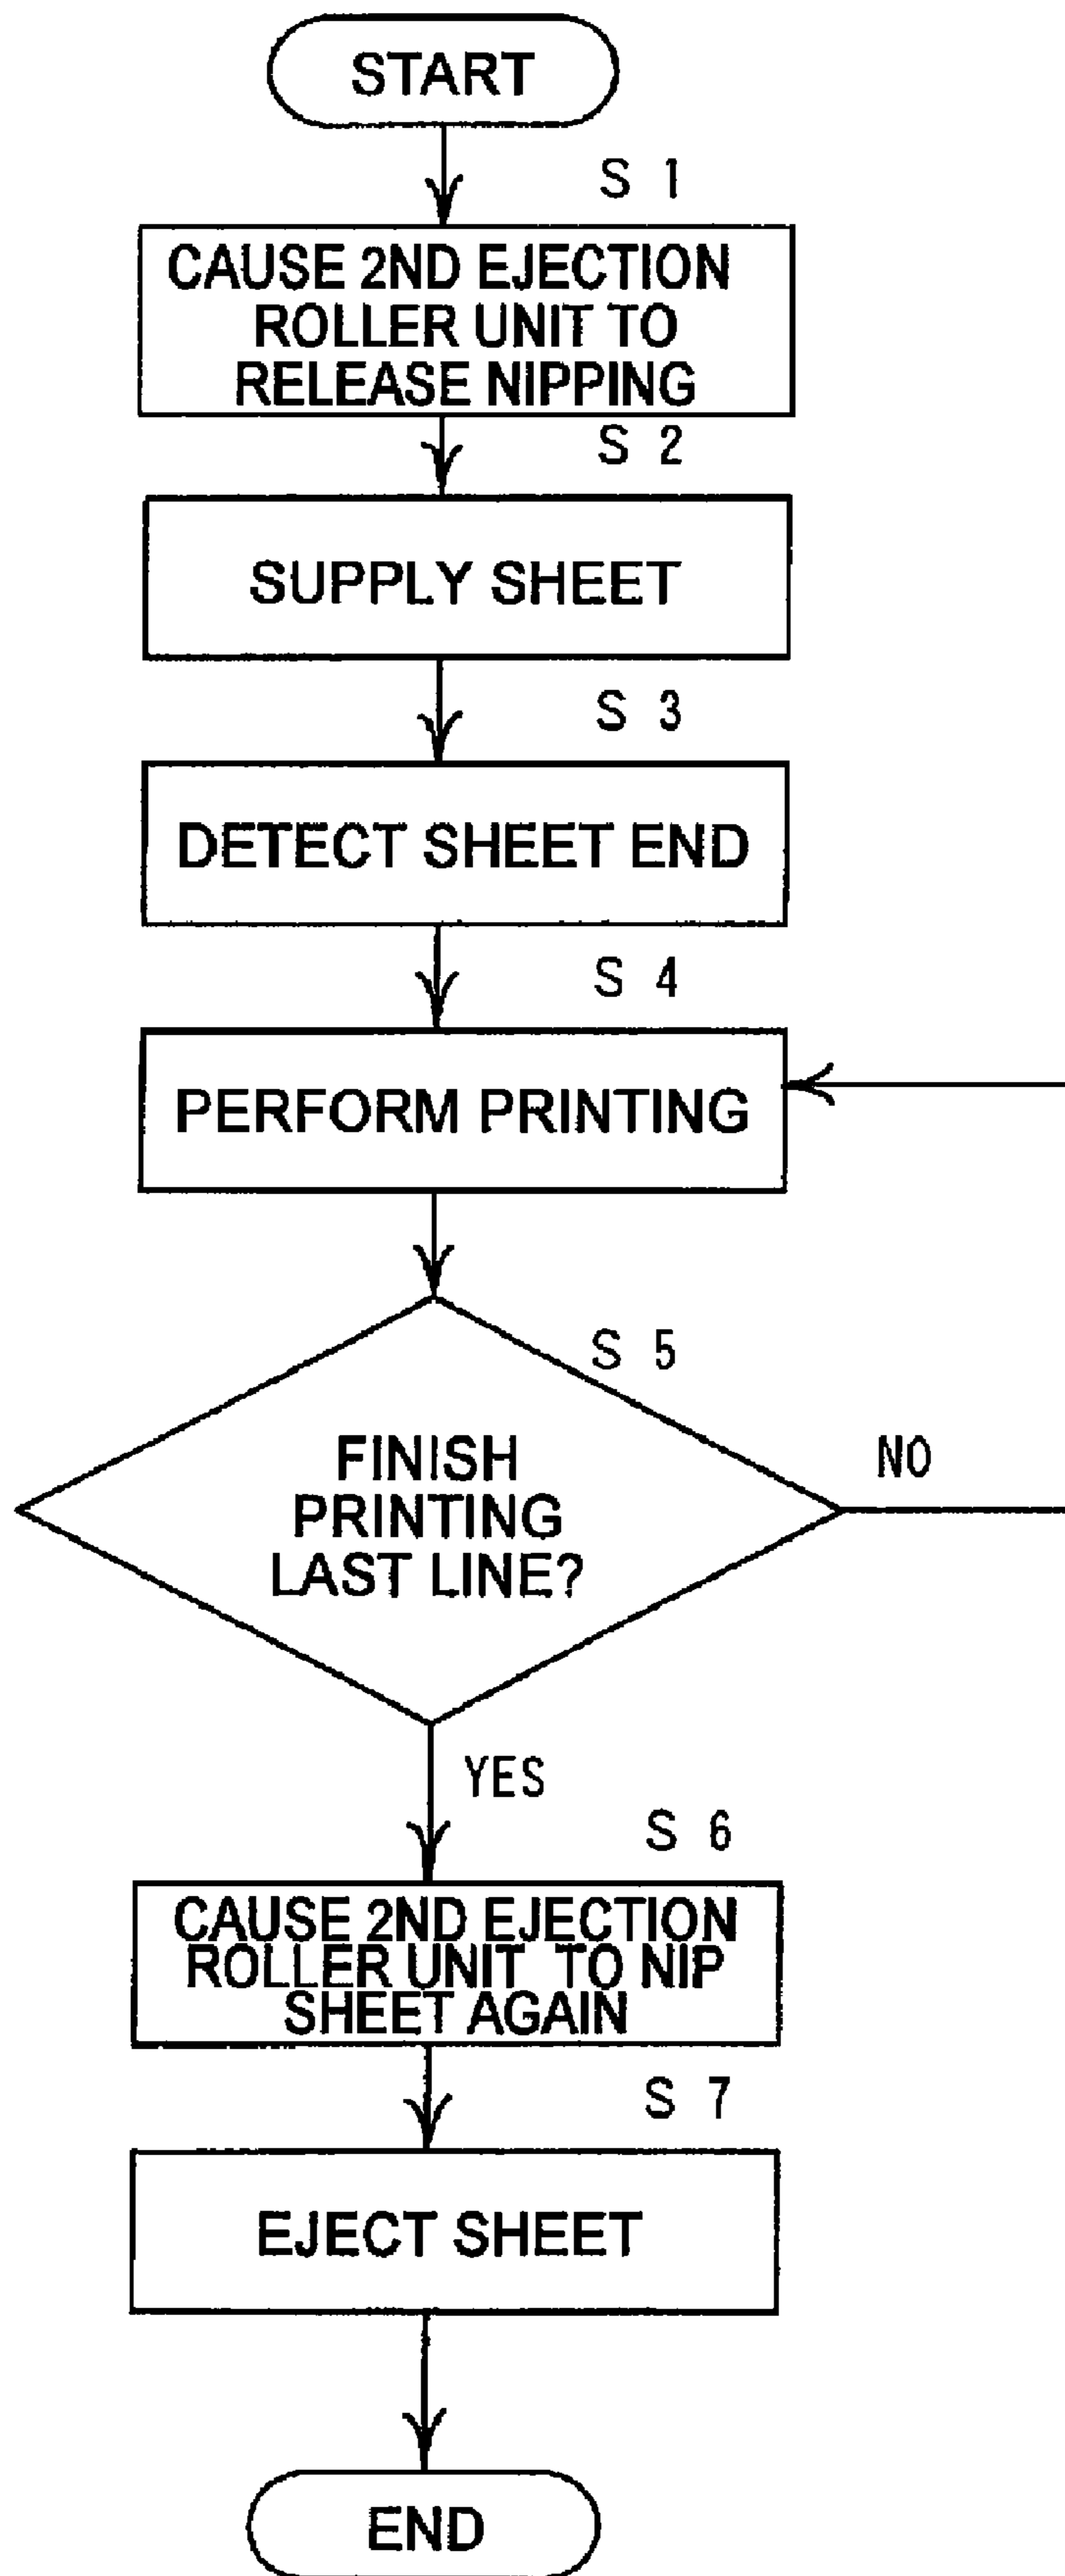 START
S 1
CAUSE 2ND EJECTION
ROLLER UNIT TO
RELEASE NIPPING
S 2
SUPPLY SHEET
S 3
DETECT SHEET END
S 4
PERFORM PRINTING
S 5
FINISH
PRINTING
LAST LINE?
NO
YES
S 6
CAUSE 2ND EJECTION
ROLLER UNIT TO NIP
SHEET AGAIN
S 7
EJECT SHEET
END